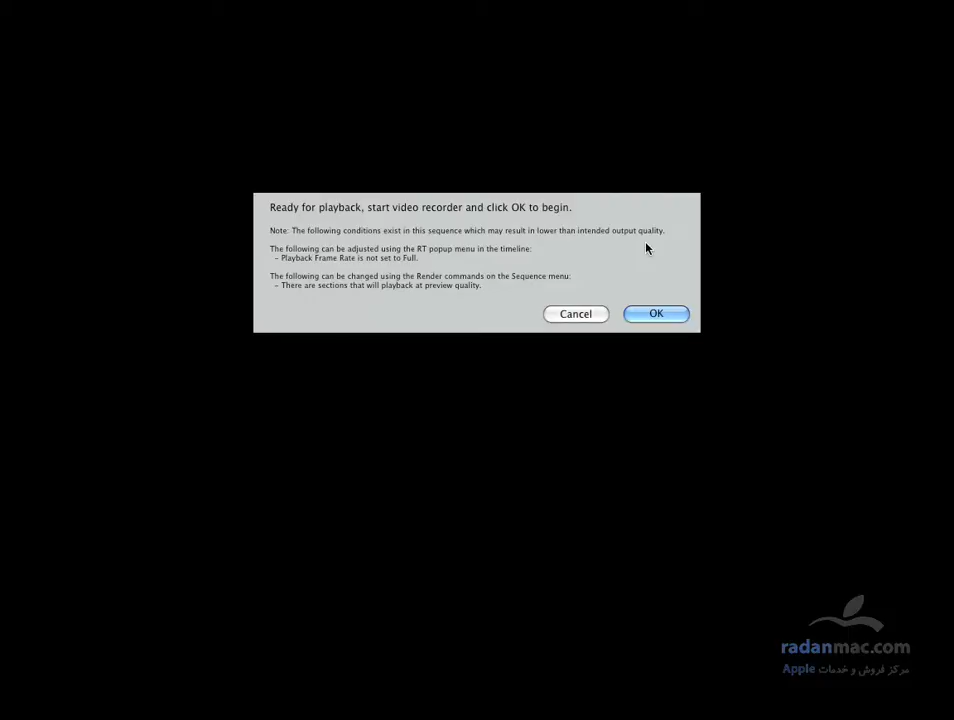 Ready for playback, start video recorder and click OK to begin.
Note: The following conditions exist in this sequence which may result in lower than intended output quality.
The following can be adjusted using the RT popup menu in the timeline:
- Playback Frame Rate is not set to Full.
The following can be changed using the Render commands on the Sequence menu:
- There are sections that will playback at preview quality.
Cancel
OK
radanmac.com
مرکز فروش و خدمات Apple